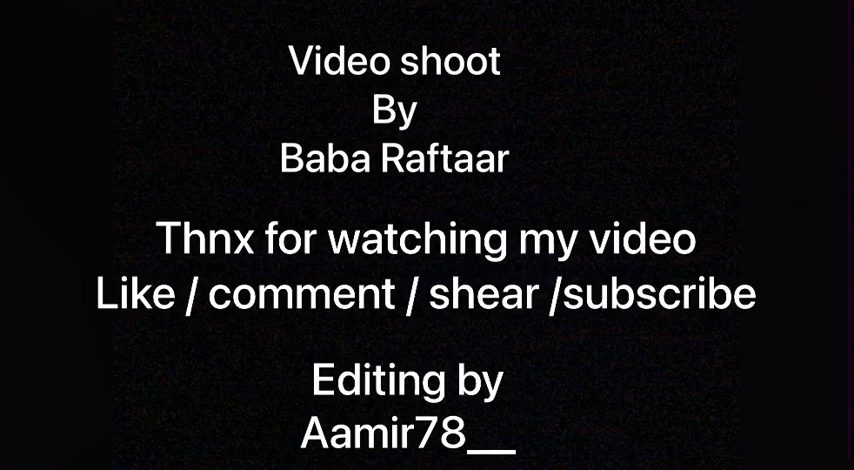 Video shoot
By
Baba Raftaar
Thnx for watching my video
Like / comment / shear /subscribe
Editing by
Aamir78__